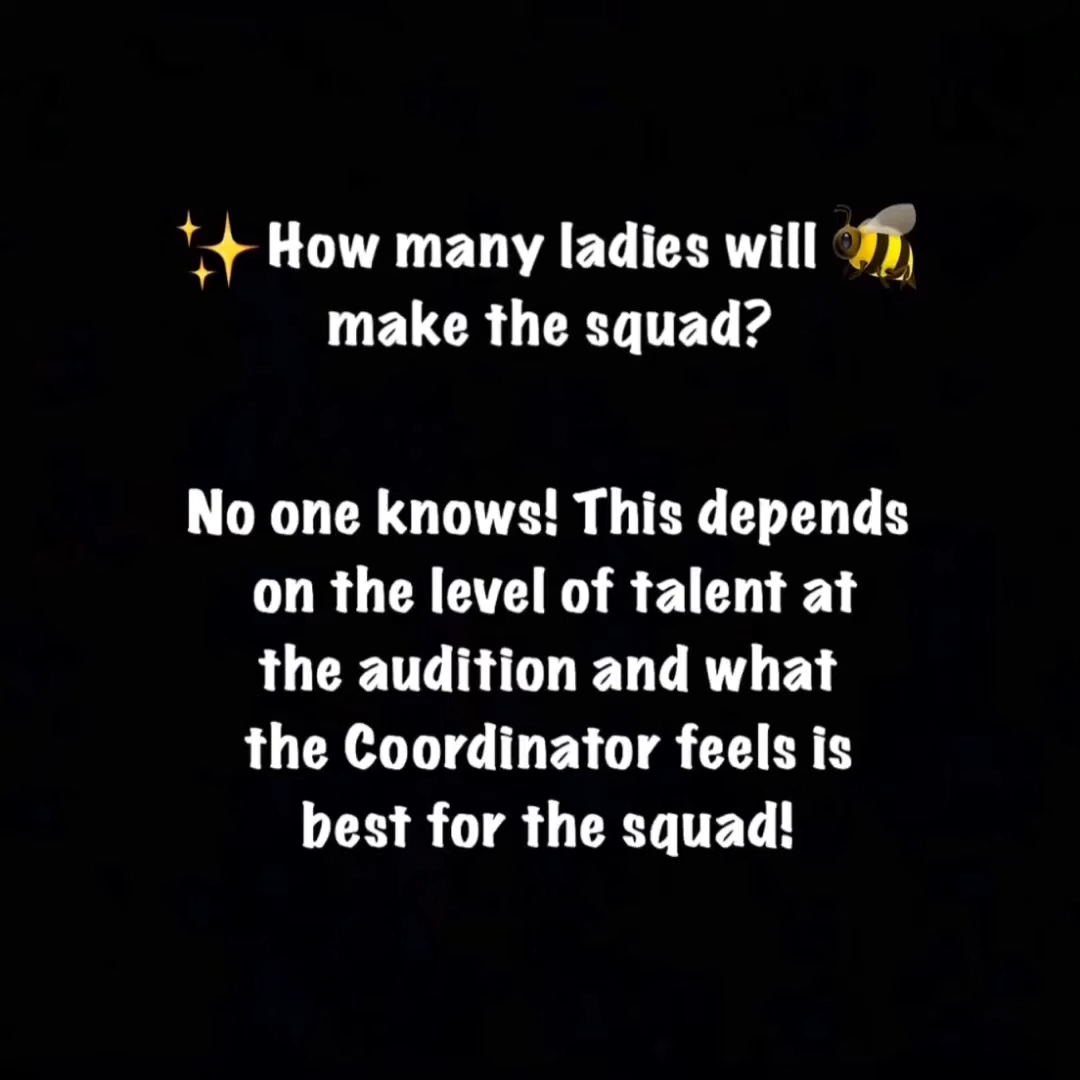 ✨How many ladies will🐝
make the squad?
No one knows! This depends
on the level of talent at
the audition and what
the Coordinator feels is
best for the squad!